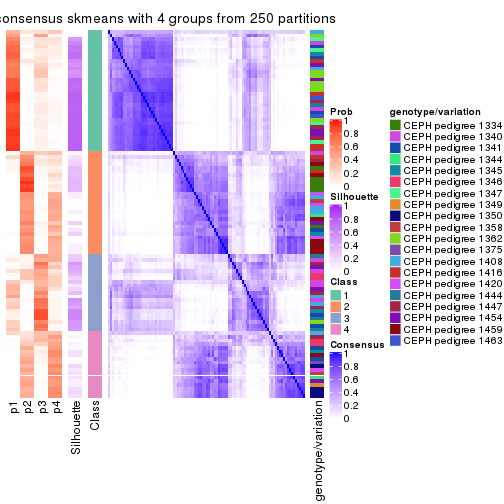 consensus skmeans with 4 groups from 250 partitions
Prob
1
0.8
0.6
0.4
0.2
0
Silhouette
1
0.8
0.6
0.4
0.2
0
Class
1
2
3
4
Consensus
1
0.8
0.6
0.4
0.2
0
genotype/variation
CEPH pedigree 1334
CEPH pedigree 1340
CEPH pedigree 1341
CEPH pedigree 1344
CEPH pedigree 1345
CEPH pedigree 1346
CEPH pedigree 1347
CEPH pedigree 1349
CEPH pedigree 1350
CEPH pedigree 1358
CEPH pedigree 1362
CEPH pedigree 1375
CEPH pedigree 1408
CEPH pedigree 1416
CEPH pedigree 1420
CEPH pedigree 1444
CEPH pedigree 1447
CEPH pedigree 1454
CEPH pedigree 1459
CEPH pedigree 1463
p1
p2
p3
p4
Silhouette
Class
genotype/variation